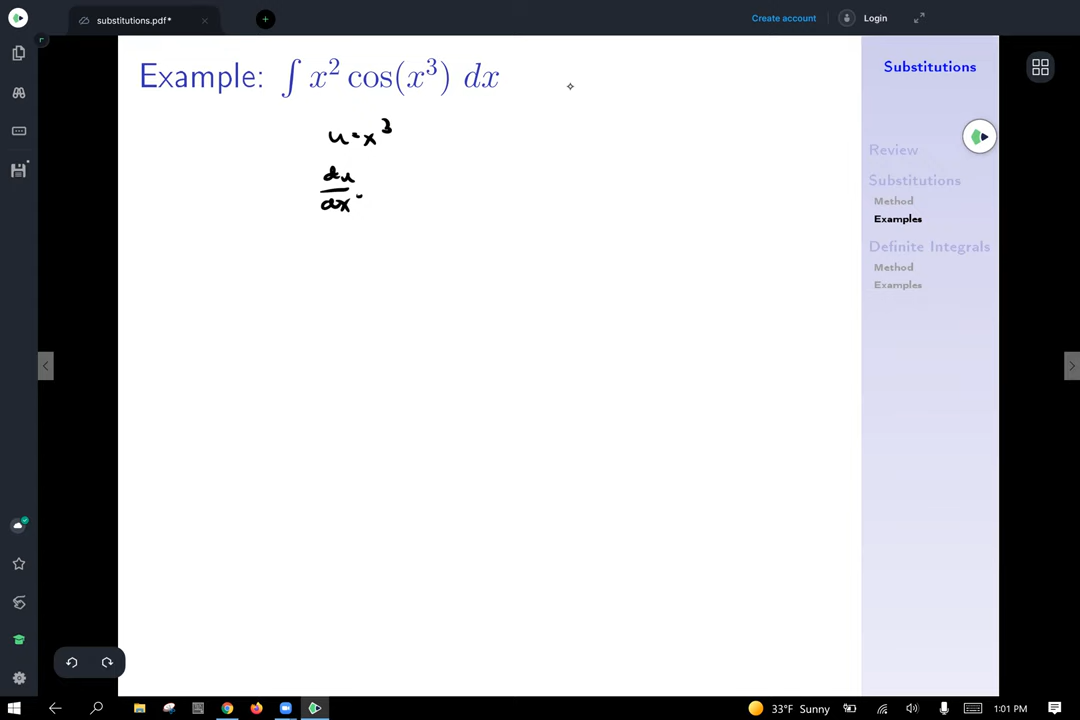 substitutions.pdf*
Create account
Login
Example: ∫ x² cos(x³) dx
u = x³
du
dx =
Substitutions
Review
Substitutions
Method
Examples
Definite Integrals
Method
Examples
33°F Sunny
1:01 PM